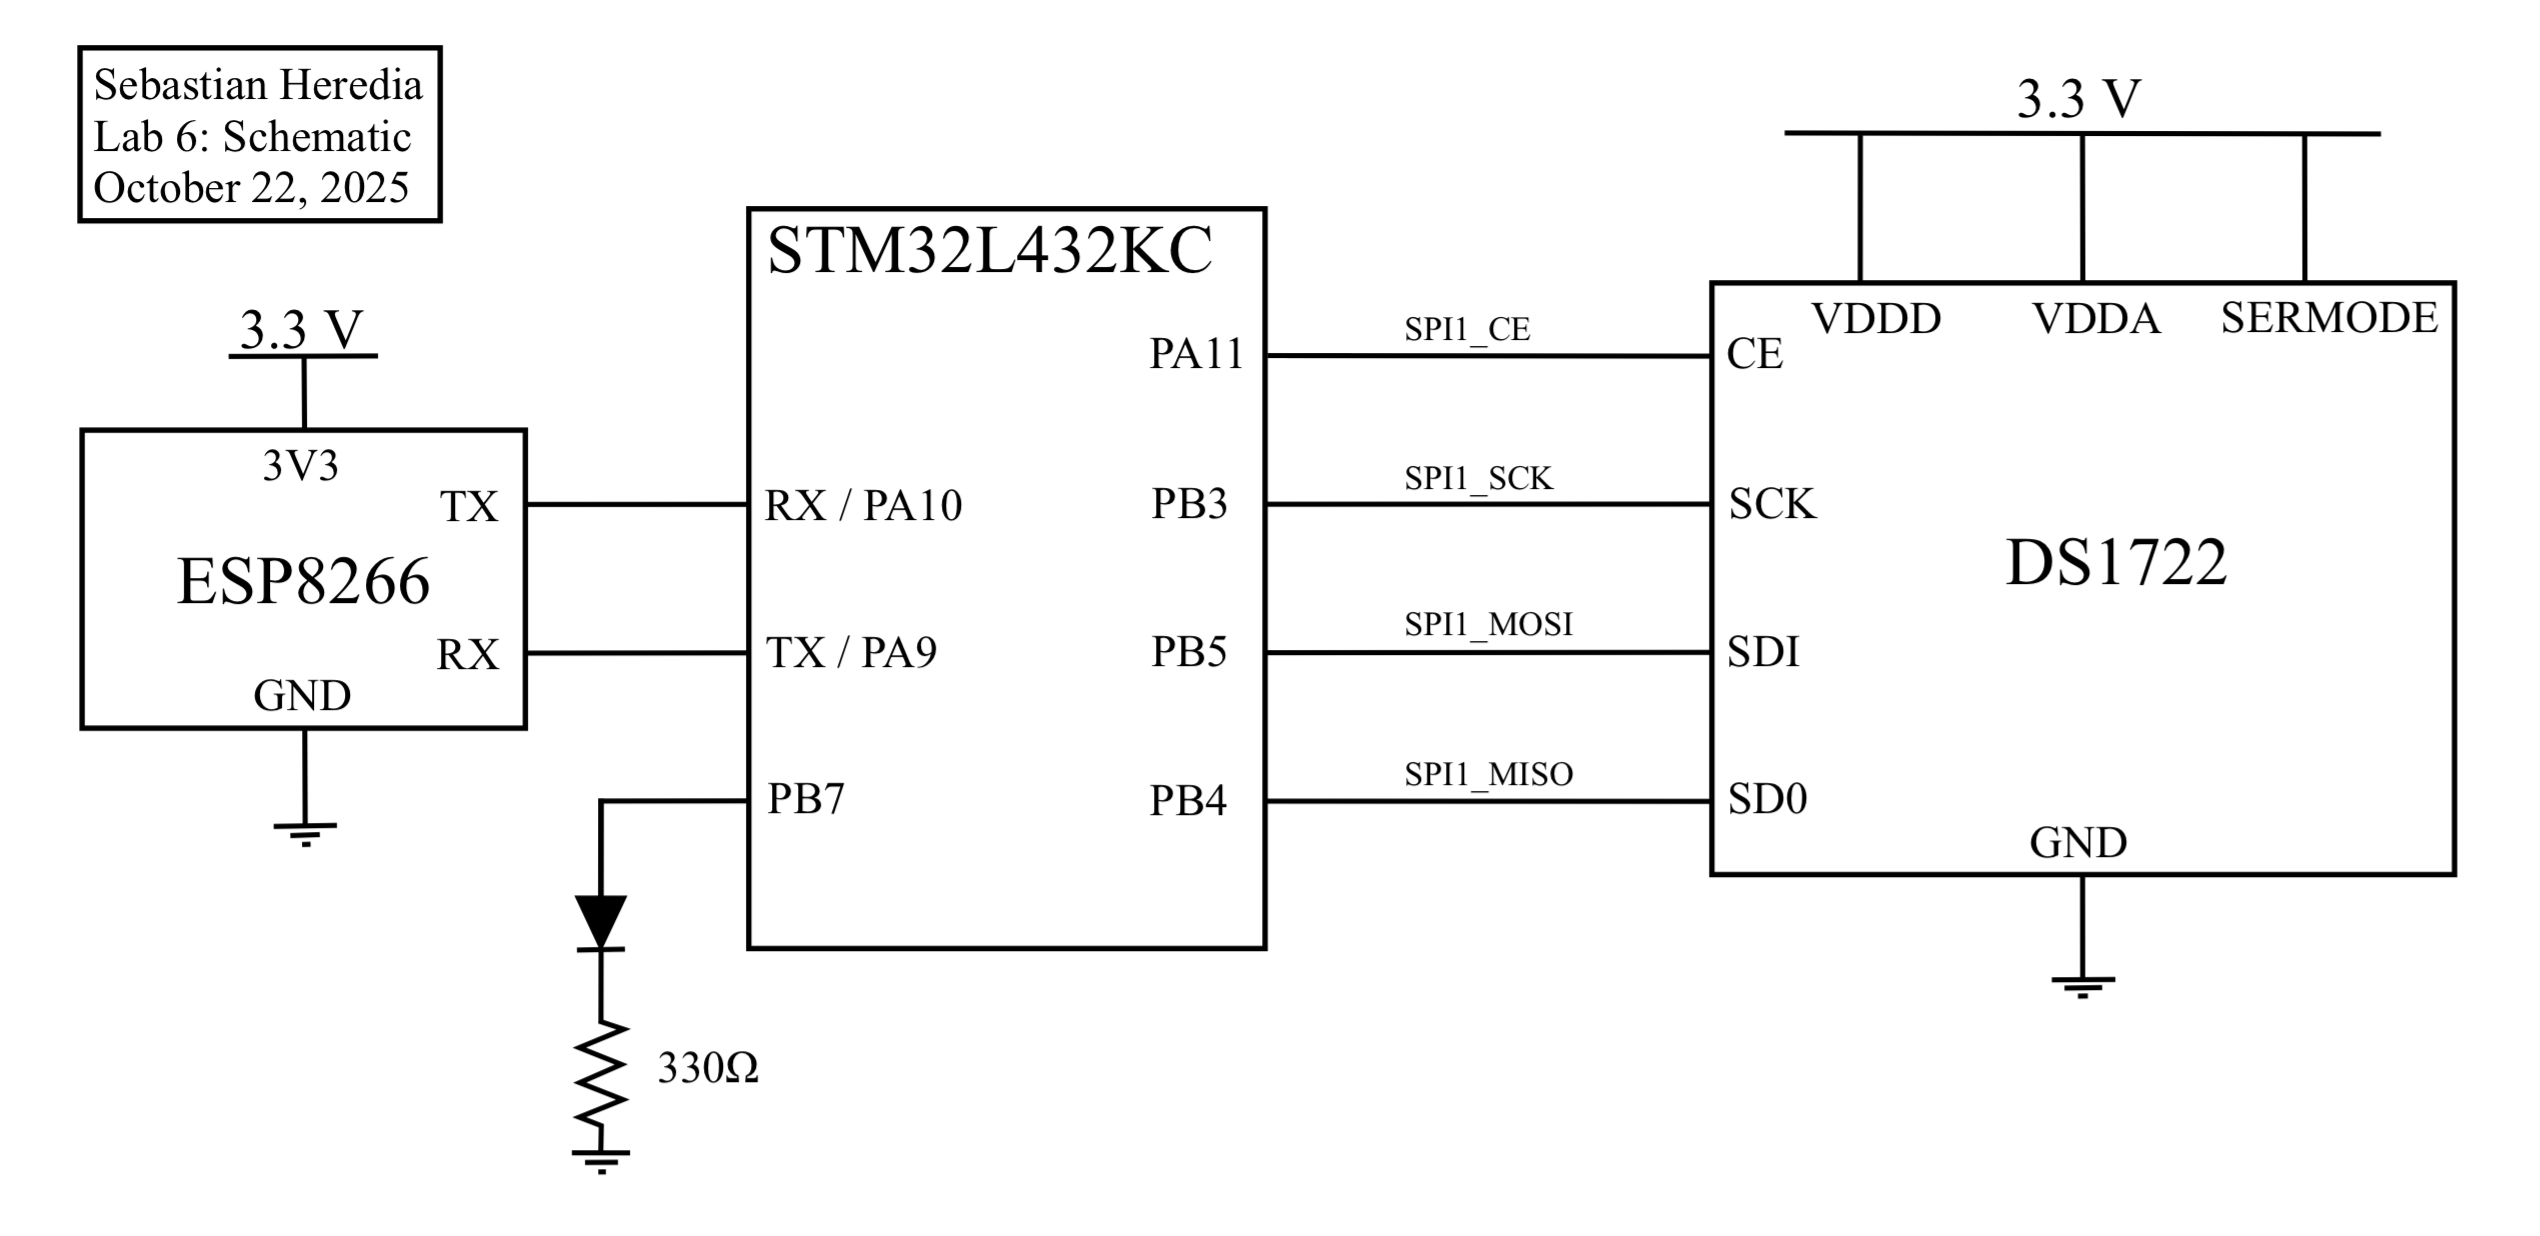 Sebastian Heredia
Lab 6: Schematic
October 22, 2025
3.3 V
3V3
TX
ESP8266
RX
GND
STM32L432KC
RX / PA10
TX / PA9
PB7
PA11
PB3
PB5
PB4
330Ω
SPI1_CE
SPI1_SCK
SPI1_MOSI
SPI1_MISO
3.3 V
VDDD
VDDA
SERMODE
CE
SCK
SDI
SD0
DS1722
GND